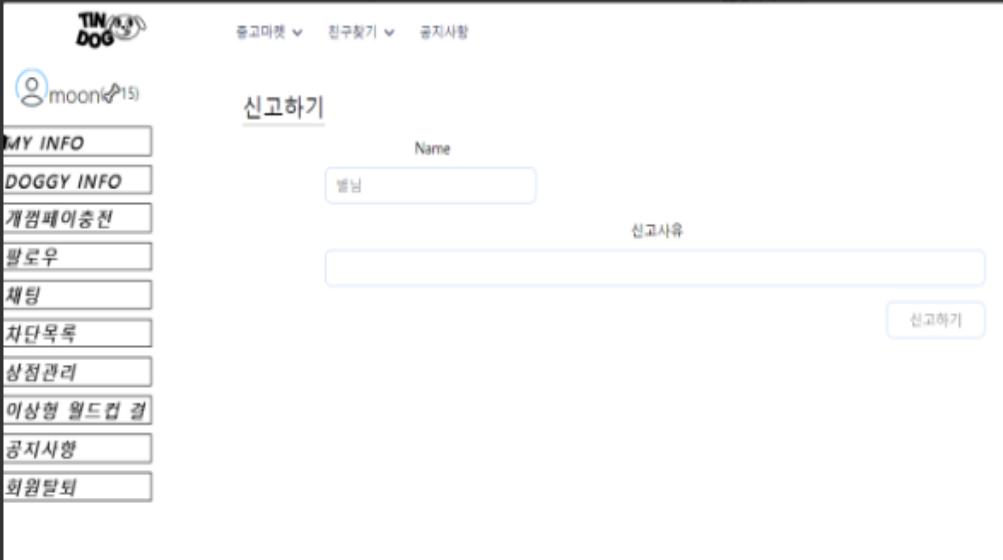 TIN
DOG
중고마켓 친구찾기 공지사항
moon(15)
신고하기
MY INFO
DOGGY INFO
개껌페이충전
팔로우
채팅
차단목록
상점관리
이상형 월드컵 결
공지사항
회원탈퇴
Name
별님
신고사유
신고하기